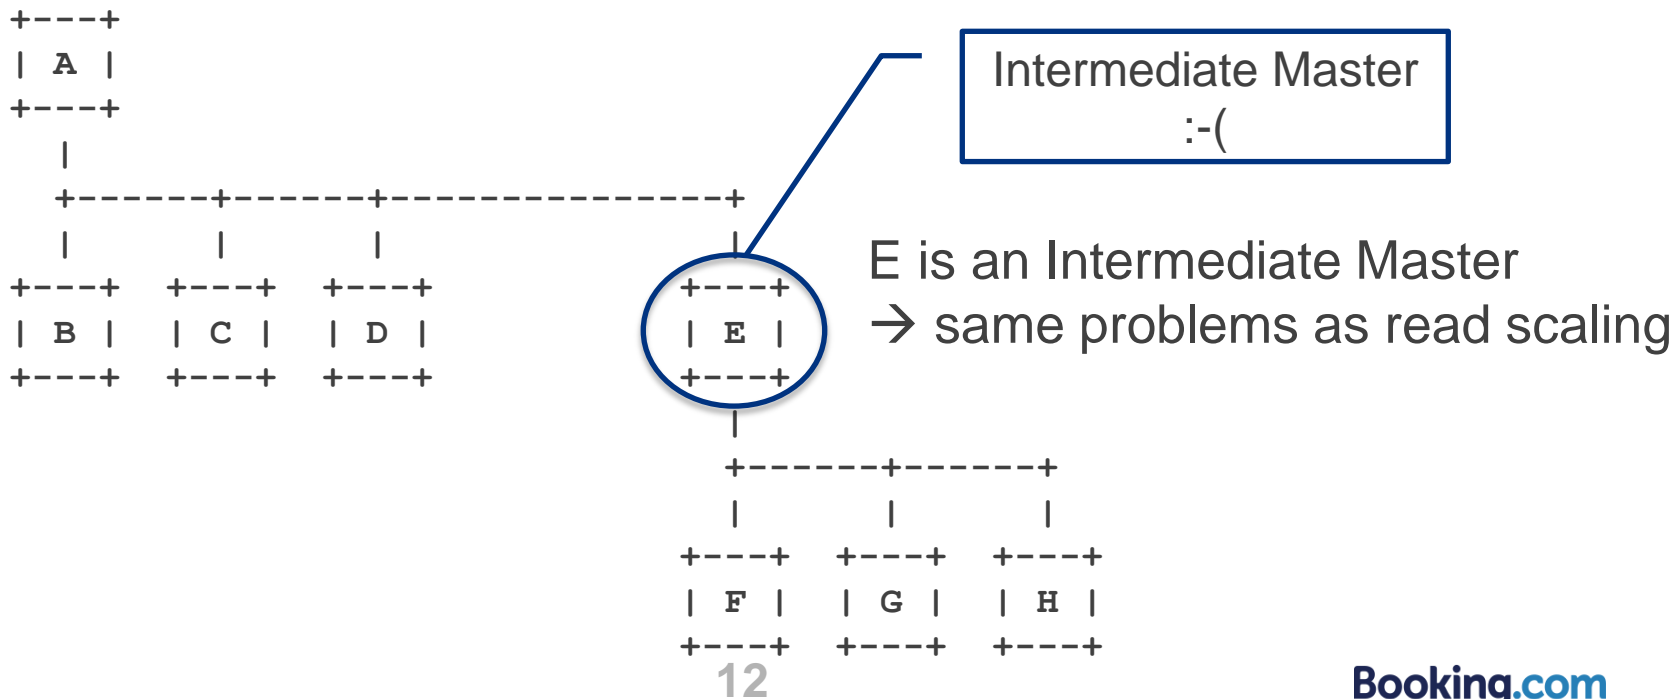 +----+
| A |
+----+
|
+-------+-------+-----------------+
| | | |
+----+ +----+ +----+ +----+
| B | | C | | D | | E |
+----+ +----+ +----+ +----+
|
+-------+-------+
| | |
+----+ +----+ +----+
| F | | G | | H |
+----+ +----+ +----+
Intermediate Master
:-(
E is an Intermediate Master
→ same problems as read scaling
12
Booking.com